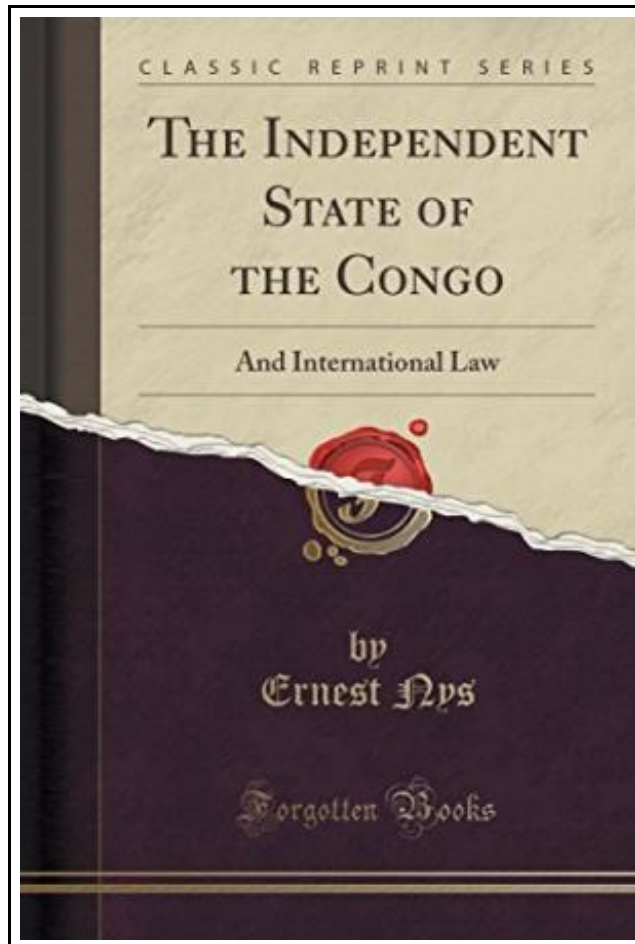 CLASSIC REPRINT SERIES
THE INDEPENDENT
STATE OF
THE CONGO
And International Law
by
Ernest Nys
Forgotten Books